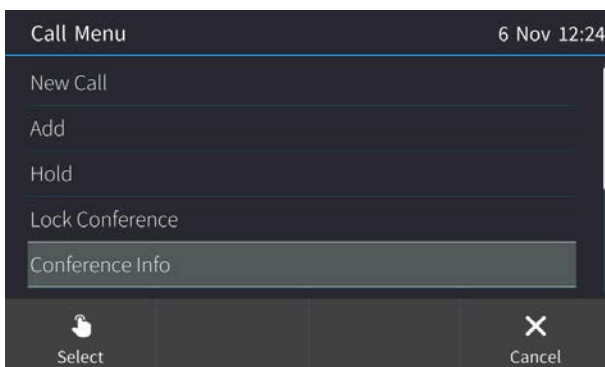 Call Menu 6 Nov 12:24
New Call
Add
Hold
Lock Conference
Conference Info
Select Cancel